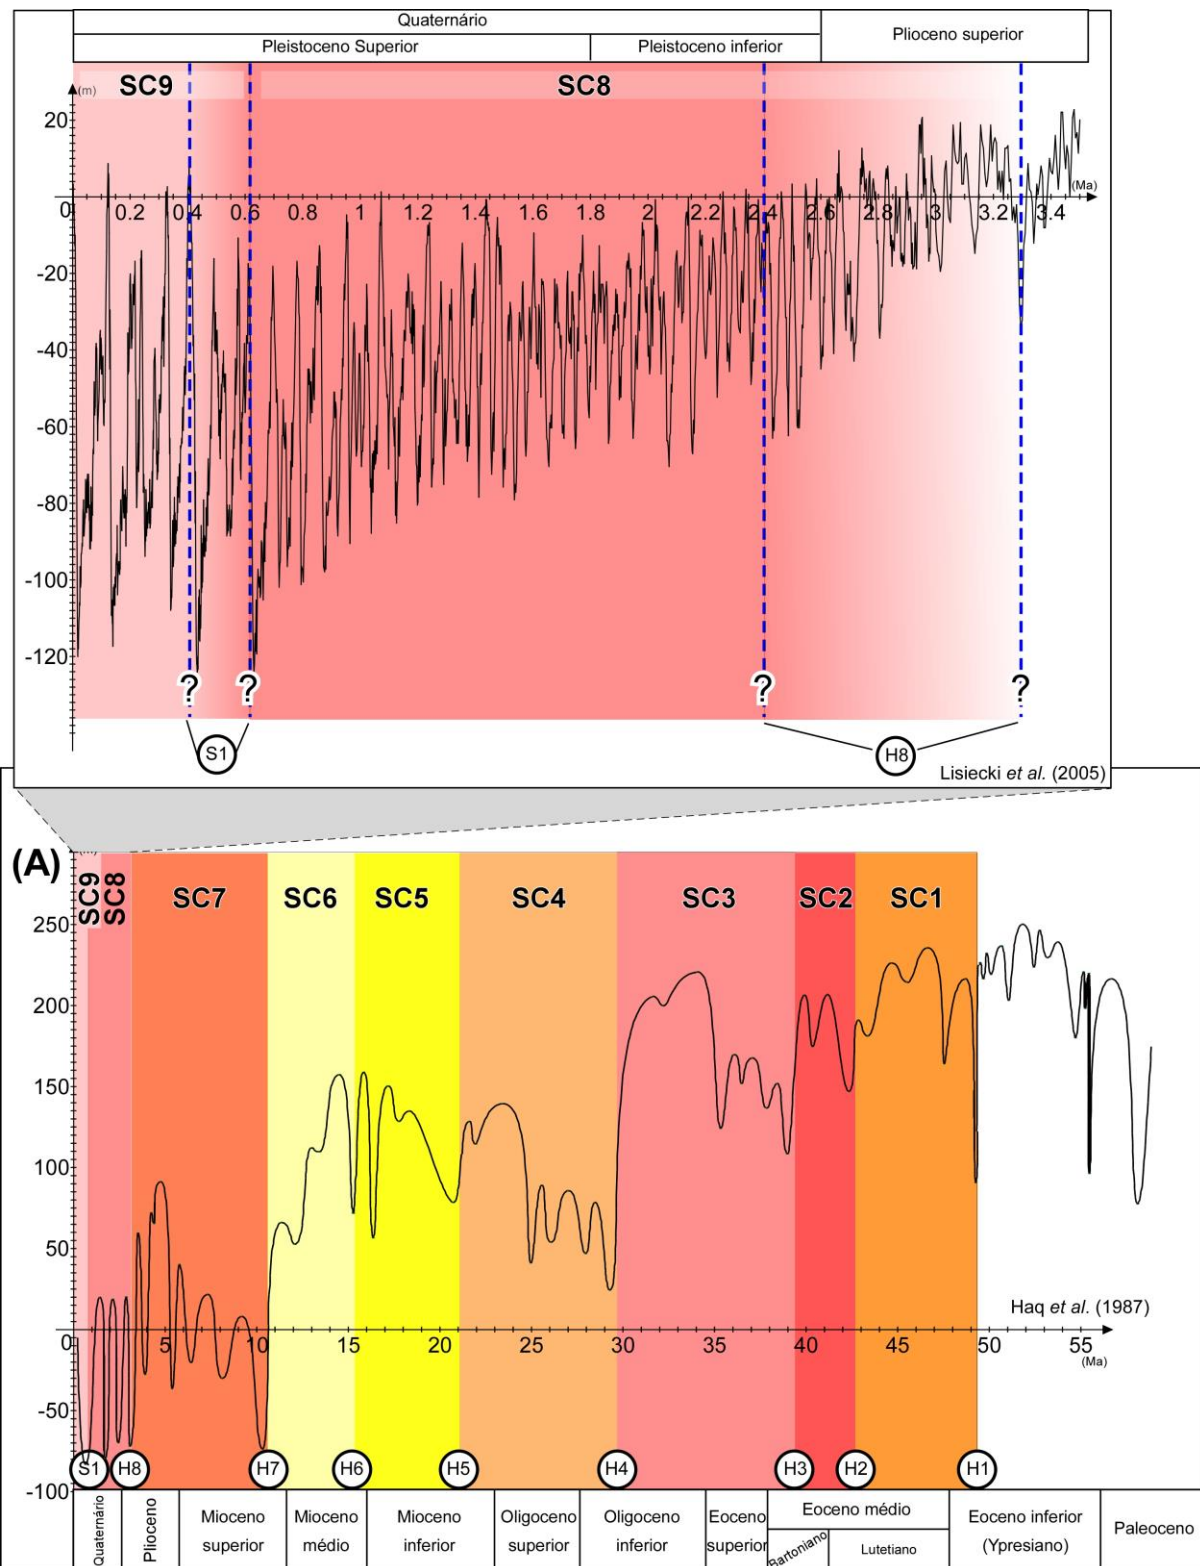 Quaternário
Pleistoceno Superior
Pleistoceno inferior
Plioceno superior
SC9
SC8
(m)
20
0
0.2
0.4
0.6
0.8
1
1.2
1.4
1.6
1.8
2
2.2
2.4
2.6
2.8
3
3.2
3.4
(Ma)
-20
-40
-60
-80
-100
-120
?
?
?
?
S1
H8
Lisiecki et al. (2005)
(A)
SC9
SC8
SC7
SC6
SC5
SC4
SC3
SC2
SC1
250
200
150
100
50
Haq et al. (1987)
0
5
10
15
20
25
30
35
40
45
50
55
(Ma)
-50
-100
S1
H8
H7
H6
H5
H4
H3
H2
H1
Quaternário
Plioceno
Mioceno
superior
Mioceno
médio
Mioceno
inferior
Oligoceno
superior
Oligoceno
inferior
Eoceno
superior
Eoceno médio
Bartoniano
Lutetiano
Eoceno inferior
(Ypresiano)
Paleoceno